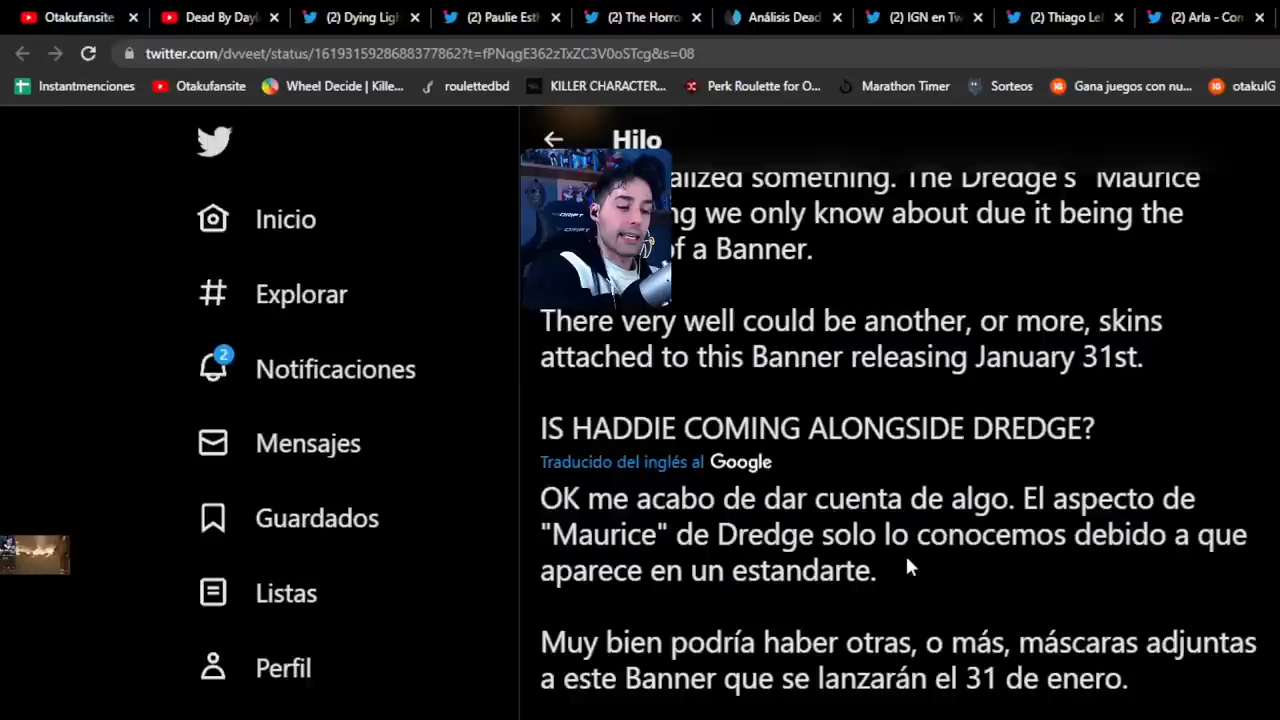 Otakufansite
Dead By Dayl
(2) Dying Ligh
(2) Paulie Esth
(2) The Horro
Análisis Dead
(2) IGN en Tw
(2) Thiago Lel
(2) Arla - Con
twitter.com/dvveet/status/1619315928688377862?t=fPNqgE362zTxZC3V0oSTcg&s=08
Instantmenciones
Otakufansite
Wheel Decide | Kille...
roulettedbd
KILLER CHARACTER...
Perk Roulette for O...
Marathon Timer
Sorteos
Gana juegos con nu...
otakuIG
Inicio
Explorar
2
Notificaciones
Mensajes
Guardados
Listas
Perfil
Hilo
alized something. The Dredge's "Maurice
ng we only know about due it being the
of a Banner.
There very well could be another, or more, skins
attached to this Banner releasing January 31st.
IS HADDIE COMING ALONGSIDE DREDGE?
Traducido del inglés al Google
OK me acabo de dar cuenta de algo. El aspecto de
"Maurice" de Dredge solo lo conocemos debido a que
aparece en un estandarte.
Muy bien podría haber otras, o más, máscaras adjuntas
a este Banner que se lanzarán el 31 de enero.